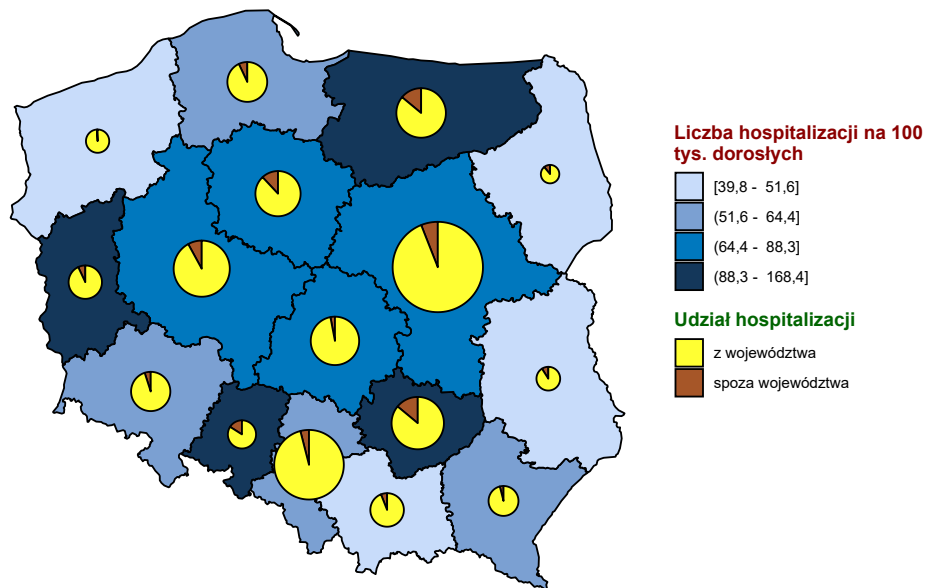 Liczba hospitalizacji na 100
tys. dorosłych
[39,8 - 51,6]
(51,6 - 64,4]
(64,4 - 88,3]
(88,3 - 168,4]
Udział hospitalizacji
z województwa
spoza województwa